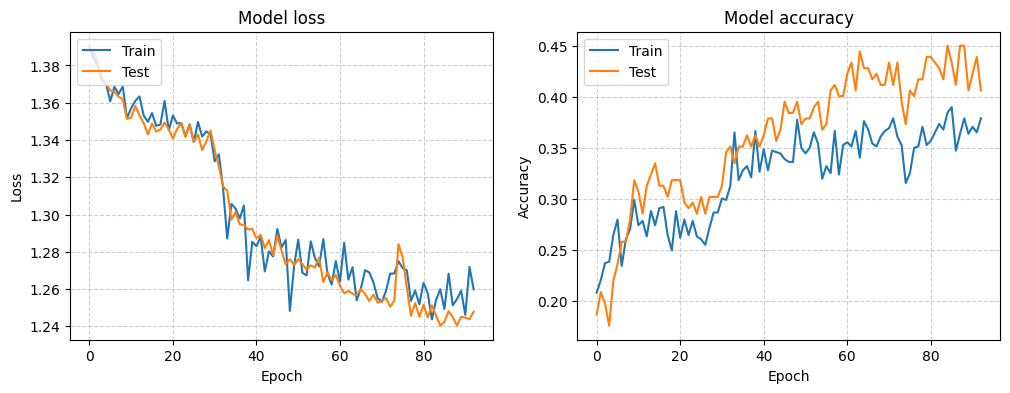 Model loss
Train
Test
1.38
1.36
1.34
1.32
1.30
1.28
1.26
1.24
Loss
0
20
40
60
80
Epoch
Model accuracy
Train
Test
0.45
0.40
0.35
0.30
0.25
0.20
Accuracy
0
20
40
60
80
Epoch